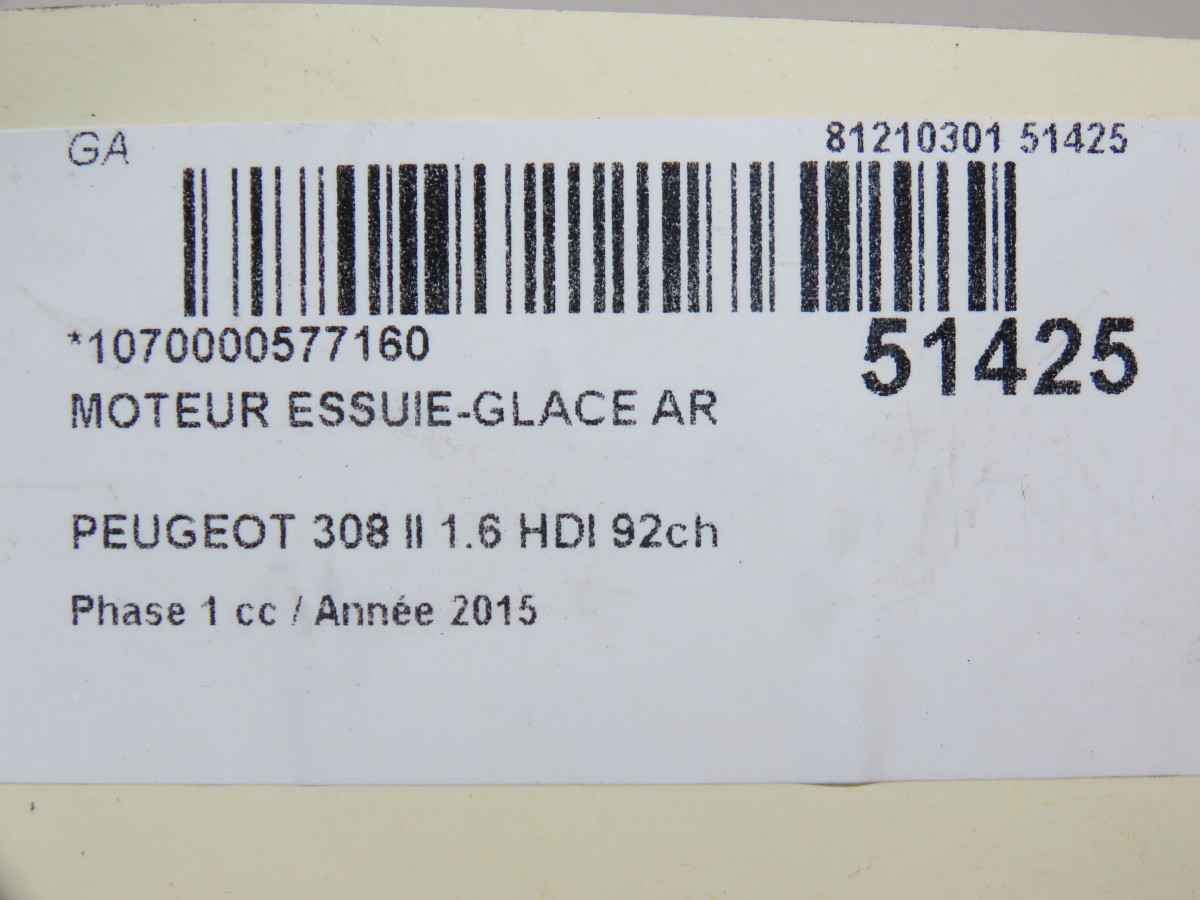 GA
81210301 51425
*1070000577160
51425
MOTEUR ESSUIE-GLACE AR
PEUGEOT 308 II 1.6 HDI 92ch
Phase 1 cc / Année 2015